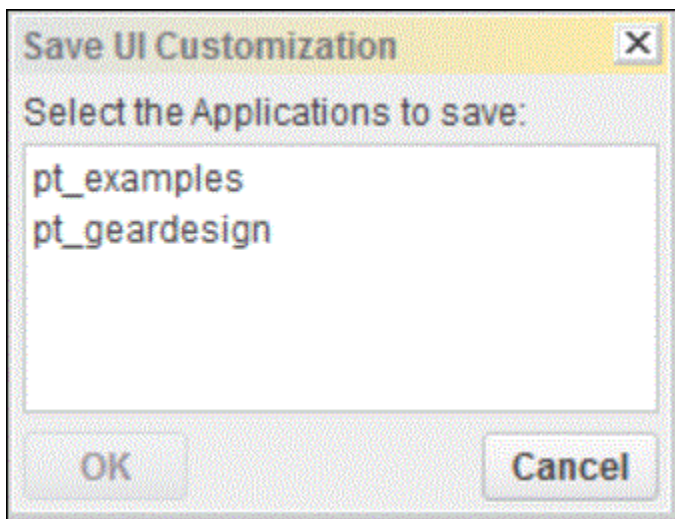 Save UI Customization
Select the Applications to save:
pt_examples
pt_geardesign
OK
Cancel